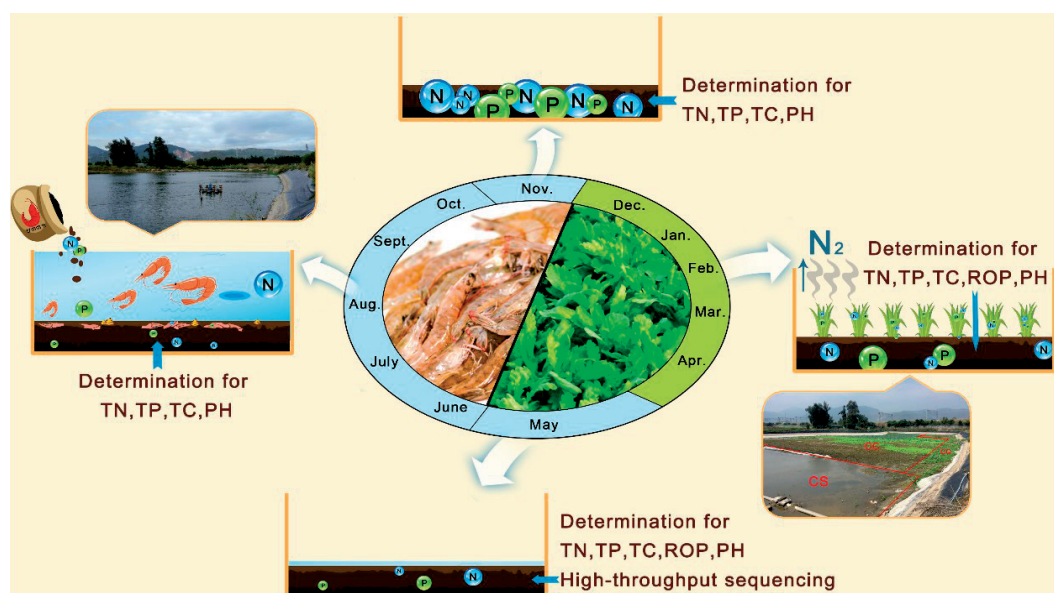 N
N
N
P
P
N
P
N
P
N
Determination for
TN,TP,TC,PH
Nov.
Dec.
Jan.
Feb.
Mar.
Apr.
May
June
July
Aug.
Sept.
Oct.
N
P
N
P
P
P
N
N
Determination for
TN,TP,TC,PH
N2
Determination for
TN,TP,TC,ROP,PH
N
P
N
P
N
CS
Determination for
TN,TP,TC,ROP,PH
High-throughput sequencing
P
N
P
N